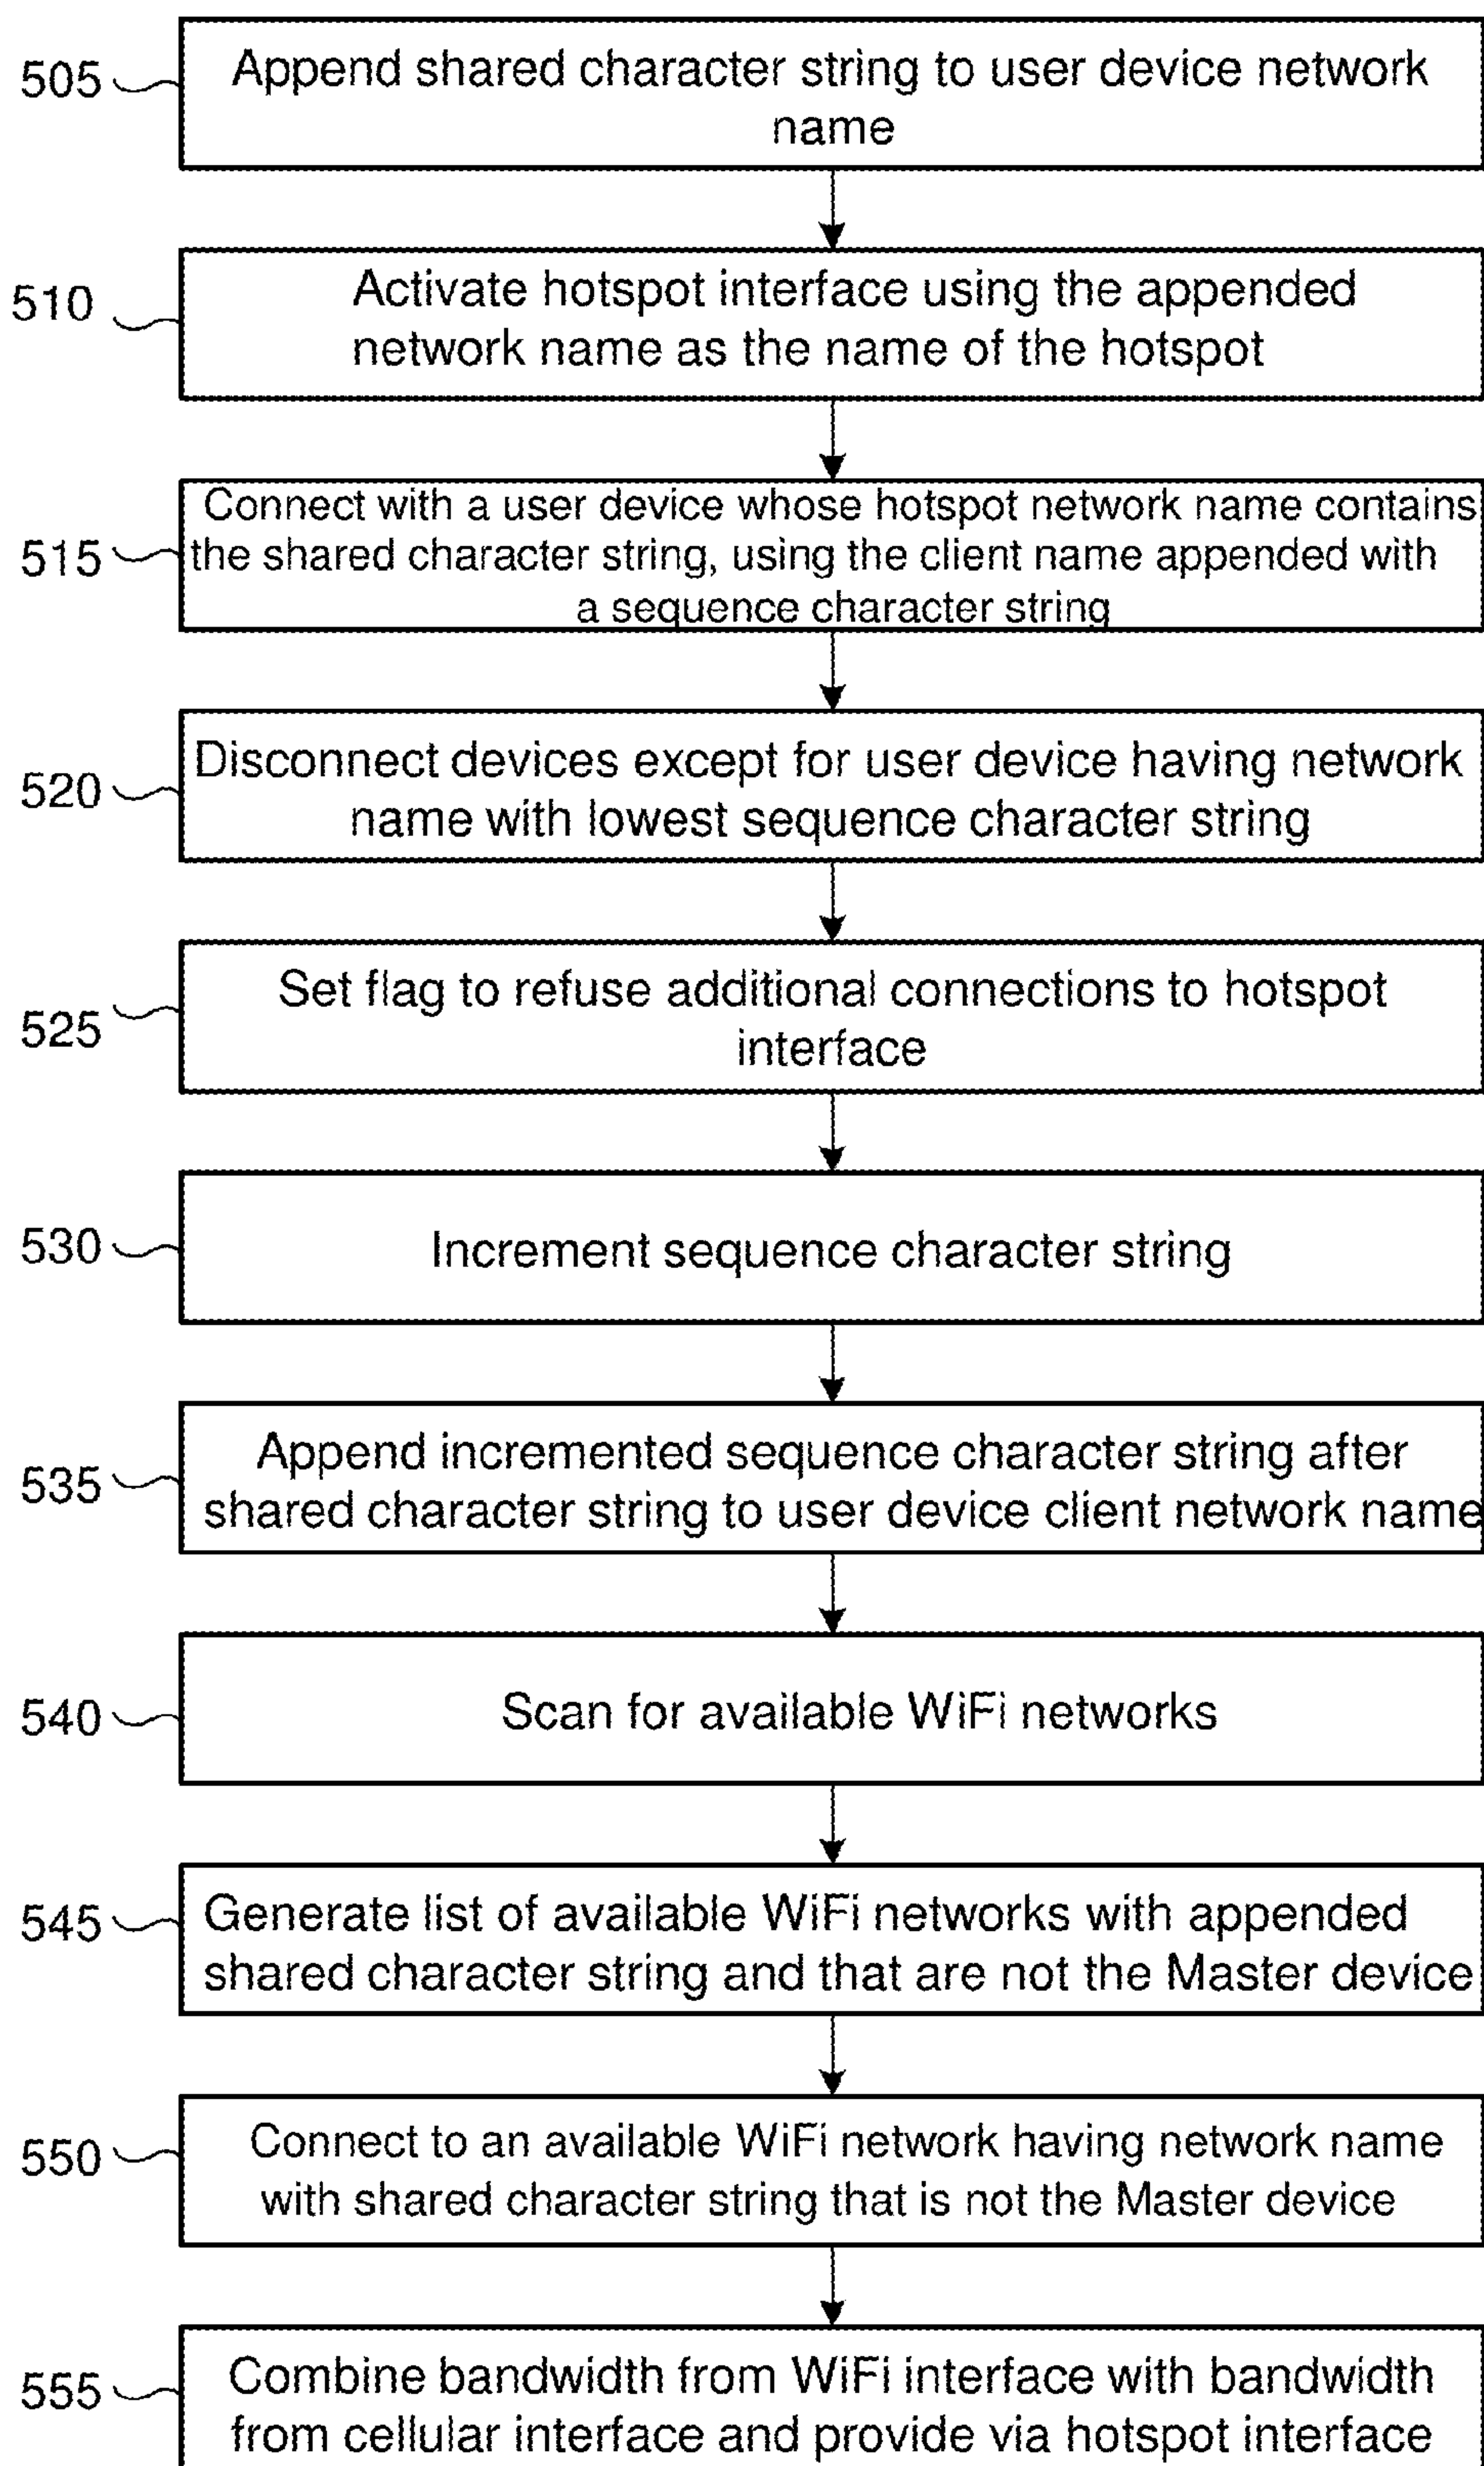 505
Append shared character string to user device network
name
510
Activate hotspot interface using the appended
network name as the name of the hotspot
515
Connect with a user device whose hotspot network name contains
the shared character string, using the client name appended with
a sequence character string
520
Disconnect devices except for user device having network
name with lowest sequence character string
525
Set flag to refuse additional connections to hotspot
interface
530
Increment sequence character string
535
Append incremented sequence character string after
shared character string to user device client network name
540
Scan for available WiFi networks
545
Generate list of available WiFi networks with appended
shared character string and that are not the Master device
550
Connect to an available WiFi network having network name
with shared character string that is not the Master device
555
Combine bandwidth from WiFi interface with bandwidth
from cellular interface and provide via hotspot interface